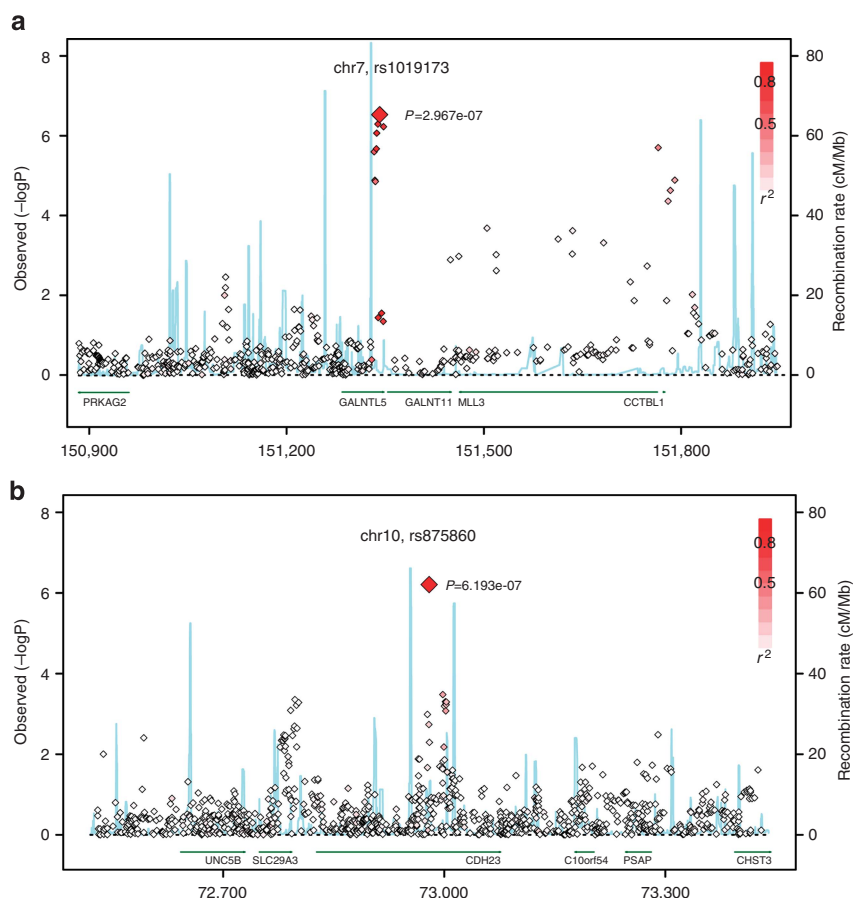 a
chr7, rs1019173
P=2.967e-07
0.8
0.5
r²
Observed (–logP)
8
6
4
2
0
Recombination rate (cM/Mb)
80
60
40
20
0
PRKAG2
GALNTL5
GALNT11
MLL3
CCTBL1
150,900
151,200
151,500
151,800
b
chr10, rs875860
P=6.193e-07
0.8
0.5
r²
Observed (–logP)
8
6
4
2
0
Recombination rate (cM/Mb)
80
60
40
20
0
UNC5B
SLC29A3
CDH23
C10orf54
PSAP
CHST3
72.700
73.000
73.300